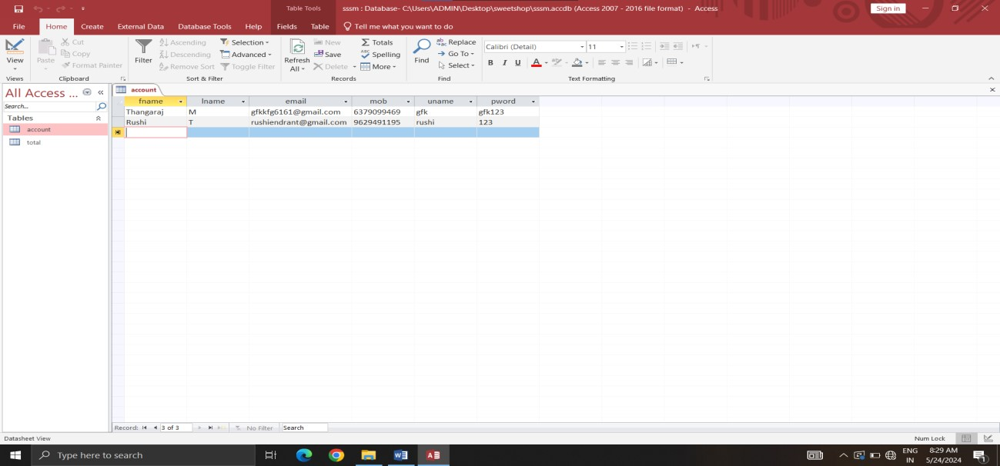 Table Tools sssm : Database- C:\Users\ADMIN\Desktop\sweetshop\sssm.accdb (Access 2007 - 2016 file format) - Access Sign in
File Home Create External Data Database Tools Help Fields Table Tell me what you want to do
View Paste Cut Copy Format Painter
Filter Ascending Descending Remove Sort Selection Advanced Toggle Filter
Refresh All New Save Delete Totals Spelling More
Find Replace Go To Select
Calibri (Detail) 11
B I U A
Views Clipboard Sort & Filter Records Find Text Formatting
All Access ...
Search...
Tables
account
total
account
fname lname email mob uname pword
Thangaraj M gfkkfg6161@gmail.com 6379099469 gfk gfk123
Rushi T rushiendrant@gmail.com 9629491195 rushi 123
Record: 3 of 3 No Filter Search
Datasheet View Num Lock
Type here to search
ENG 8:29 AM
IN 5/24/2024